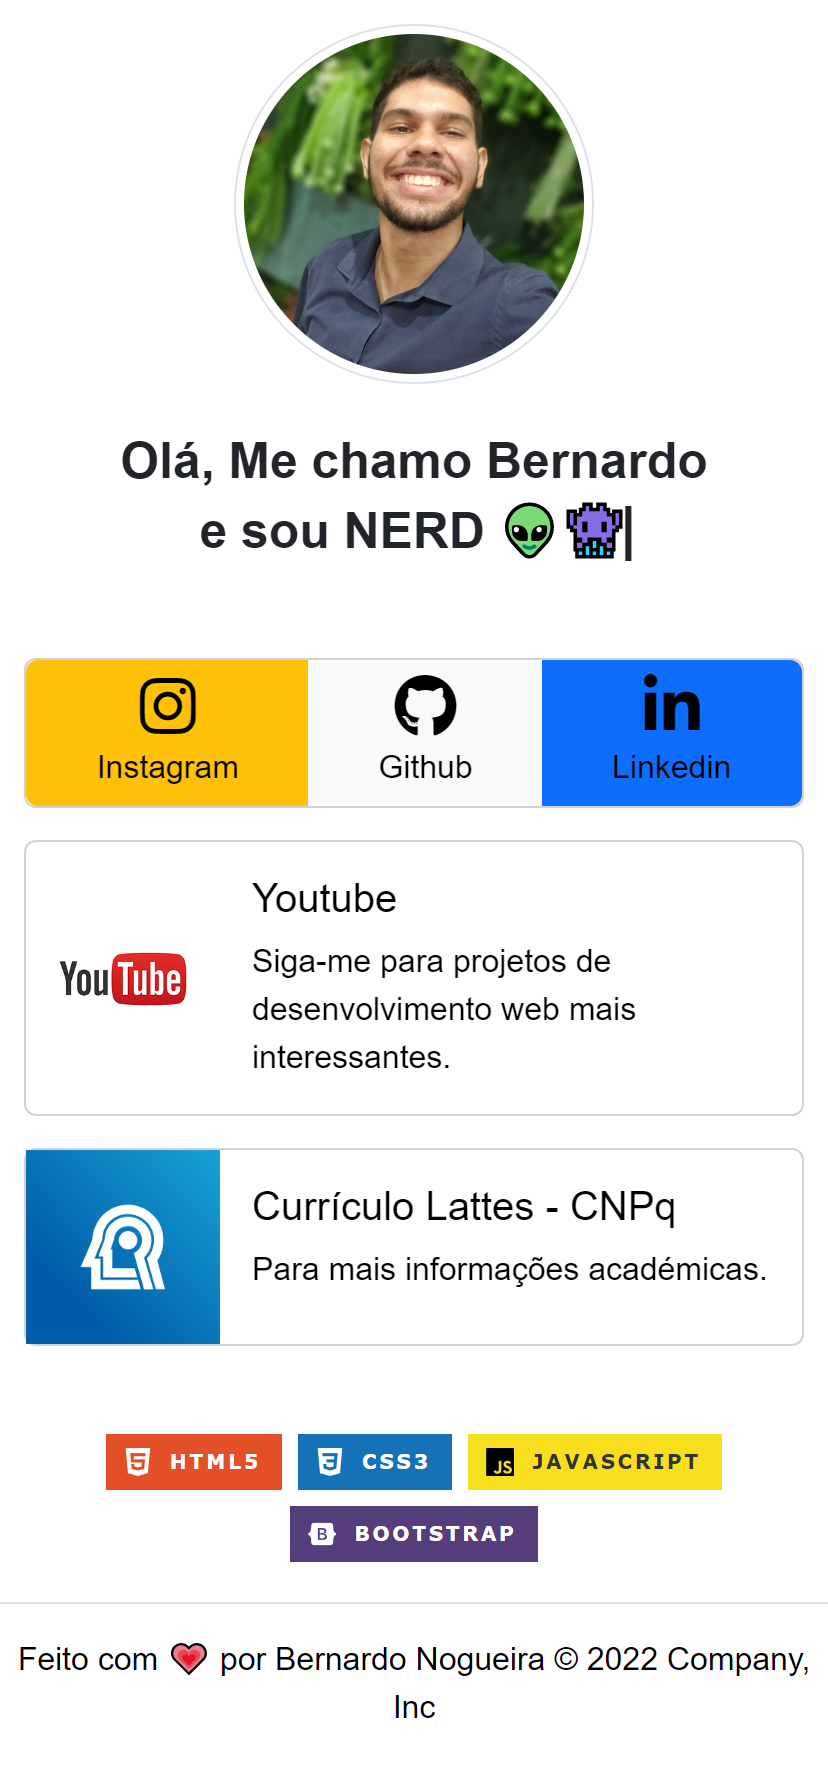 Olá, Me chamo Bernardo
e sou NERD 👽👾|
Instagram
Github
in
Linkedin
YouTube
Youtube
Siga-me para projetos de
desenvolvimento web mais
interessantes.
Currículo Lattes - CNPq
Para mais informações académicas.
5 HTML5
3 CSS3
JS JAVASCRIPT
B BOOTSTRAP
Feito com 💗 por Bernardo Nogueira © 2022 Company,
Inc